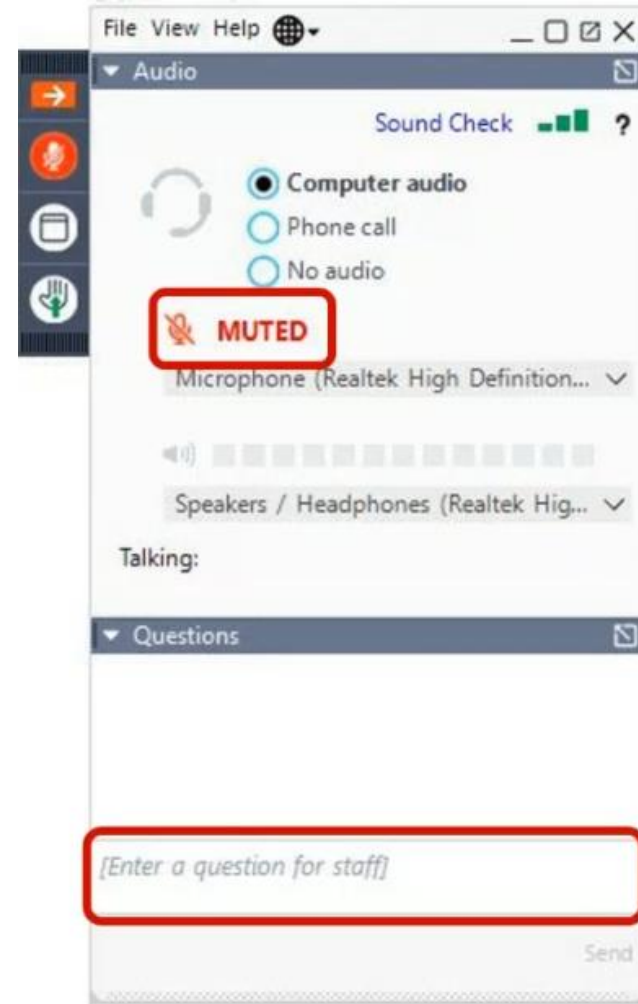 File View Help
Audio
Sound Check ?
Computer audio
Phone call
No audio
MUTED
Microphone (Realtek High Definition...
Speakers / Headphones (Realtek Hig...
Talking:
Questions
[Enter a question for staff]
Send